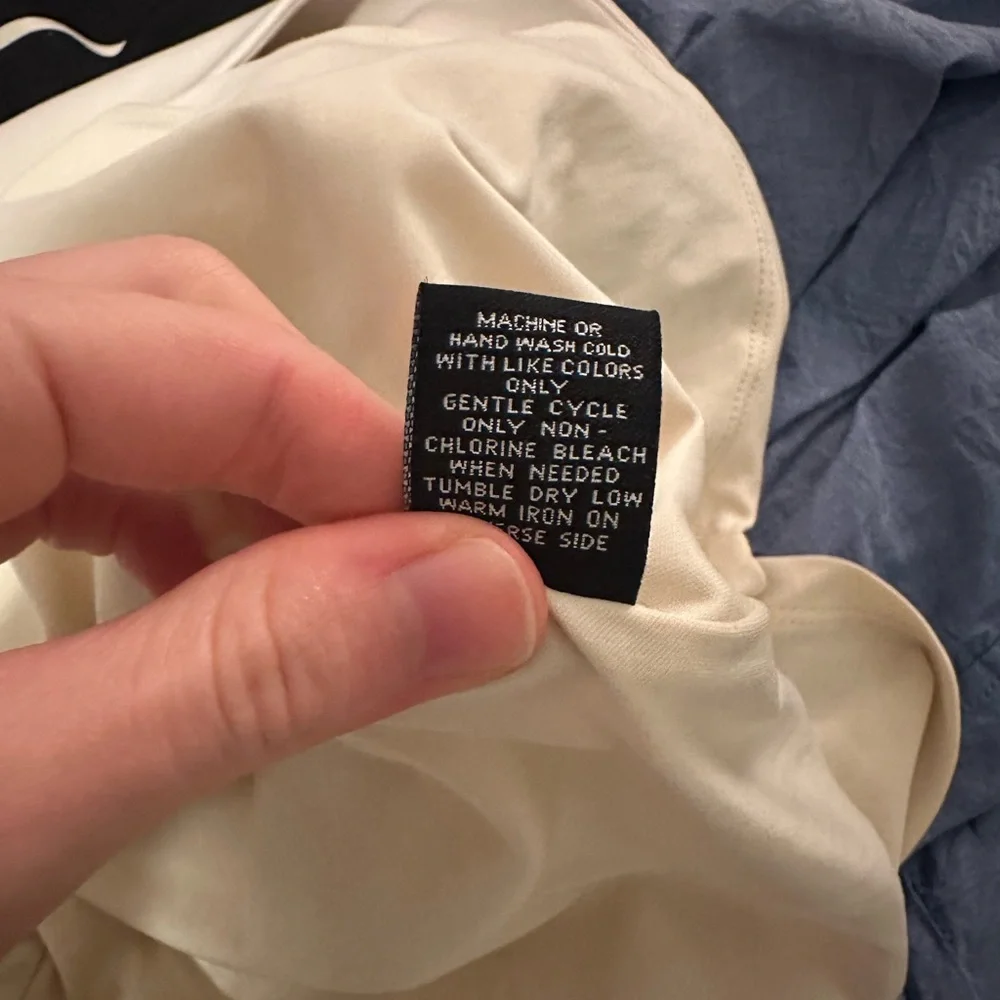 MACHINE OR
HAND WASH COLD
WITH LIKE COLORS
ONLY
GENTLE CYCLE
ONLY NON-
CHLORINE BLEACH
WHEN NEEDED
TUMBLE DRY LOW
WARM IRON ON
SIDE